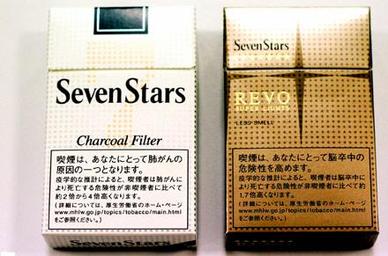 SevenStars
Charcoal Filter
喫煙は、あなたにとって肺がんの
原因の一つとなります。
疫学的な推計によると、喫煙者は肺がんに
より死亡する危険性が非喫煙者に比べて
約2倍から4倍高くなります。
(詳細については、厚生労働省のホーム・ページ
www.mhlw.go.jp/topics/tobacco/main.html
をご参照ください。)
SevenStars
REVO
SUPER LIGHTS
LESS SMELL
喫煙は、あなたにとって脳卒中の
危険性を高めます。
疫学的な推計によると、喫煙者は脳卒中に
より死亡する危険性が非喫煙者に比べて約
1.7倍高くなります。
(詳細については、厚生労働省のホーム・ページ
www.mhlw.go.jp/topics/tobacco/main.html
をご参照ください。)